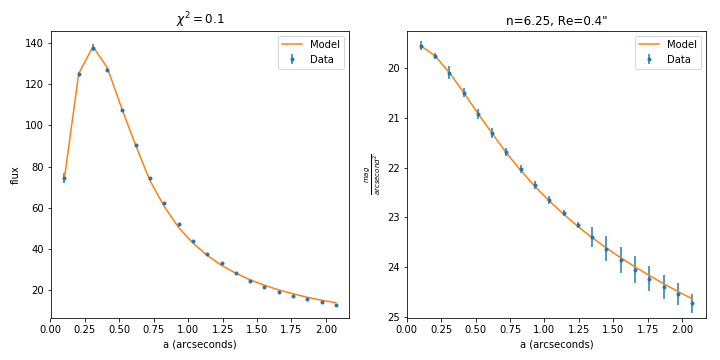 χ² = 0.1
n=6.25, Re=0.4"
Model
Data
Model
Data
flux
140
120
100
80
60
40
20
0.00 0.25 0.50 0.75 1.00 1.25 1.50 1.75 2.00
a (arcseconds)
mag
arcsecond²
20
21
22
23
24
25
0.00 0.25 0.50 0.75 1.00 1.25 1.50 1.75 2.00
a (arcseconds)